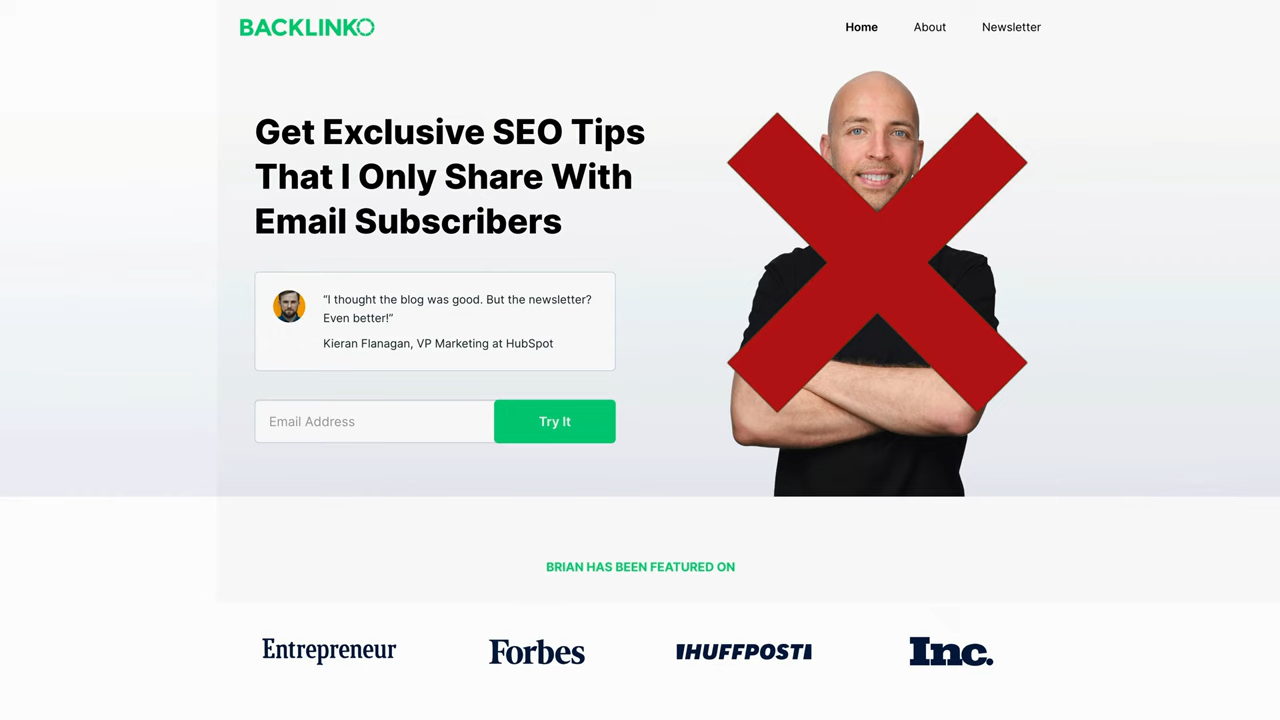 BACKLINKO
Home About Newsletter
Get Exclusive SEO Tips
That I Only Share With
Email Subscribers
“I thought the blog was good. But the newsletter?
Even better!”
Kieran Flanagan, VP Marketing at HubSpot
Email Address Try It
BRIAN HAS BEEN FEATURED ON
Entrepreneur Forbes HUFFPOST Inc.